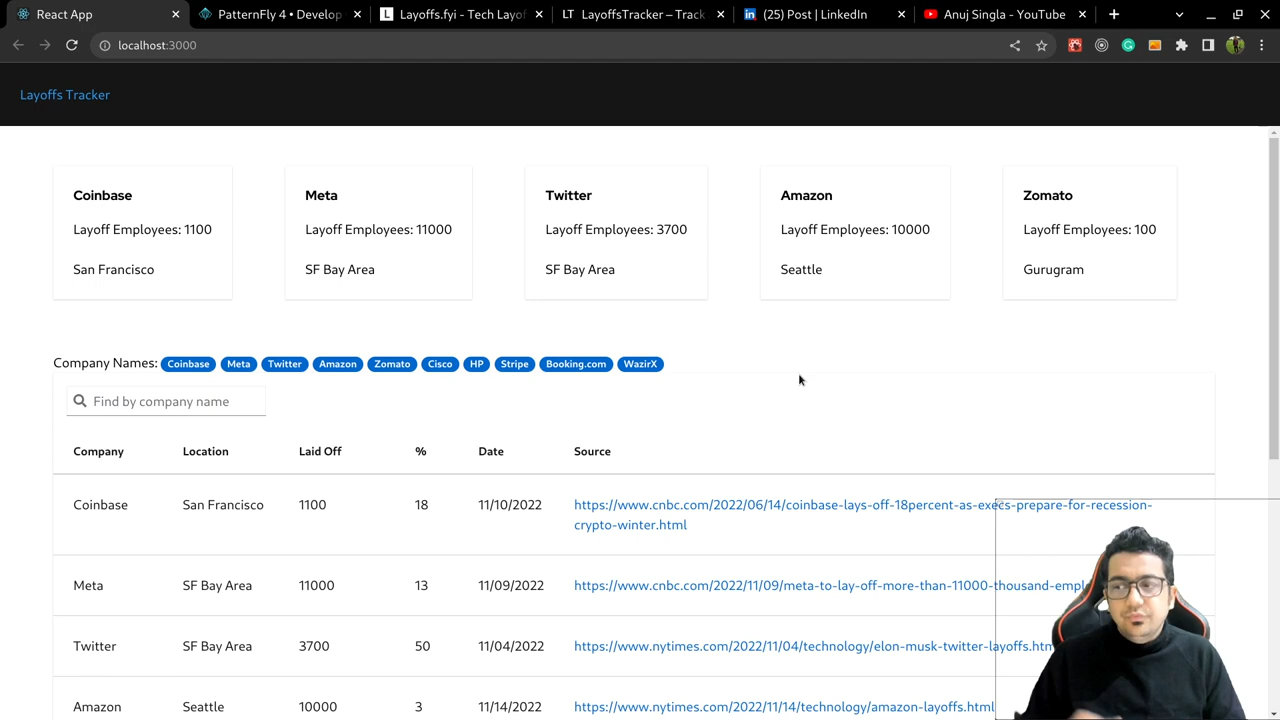 React App
PatternFly 4 • Develop
Layoffs.fyi - Tech Layof
LT LayoffsTracker – Track
(25) Post | LinkedIn
Anuj Singla - YouTube
localhost:3000
Layoffs Tracker
Coinbase
Layoff Employees: 1100
San Francisco
Meta
Layoff Employees: 11000
SF Bay Area
Twitter
Layoff Employees: 3700
SF Bay Area
Amazon
Layoff Employees: 10000
Seattle
Zomato
Layoff Employees: 100
Gurugram
Company Names: Coinbase Meta Twitter Amazon Zomato Cisco HP Stripe Booking.com WazirX
Find by company name
Company Location Laid Off % Date Source
Coinbase San Francisco 1100 18 11/10/2022 https://www.cnbc.com/2022/06/14/coinbase-lays-off-18percent-as-execs-prepare-for-recession-
crypto-winter.html
Meta SF Bay Area 11000 13 11/09/2022 https://www.cnbc.com/2022/11/09/meta-to-lay-off-more-than-11000-thousand-empl
Twitter SF Bay Area 3700 50 11/04/2022 https://www.nytimes.com/2022/11/04/technology/elon-musk-twitter-layoffs.htm
Amazon Seattle 10000 3 11/14/2022 https://www.nytimes.com/2022/11/14/technology/amazon-layoffs.html